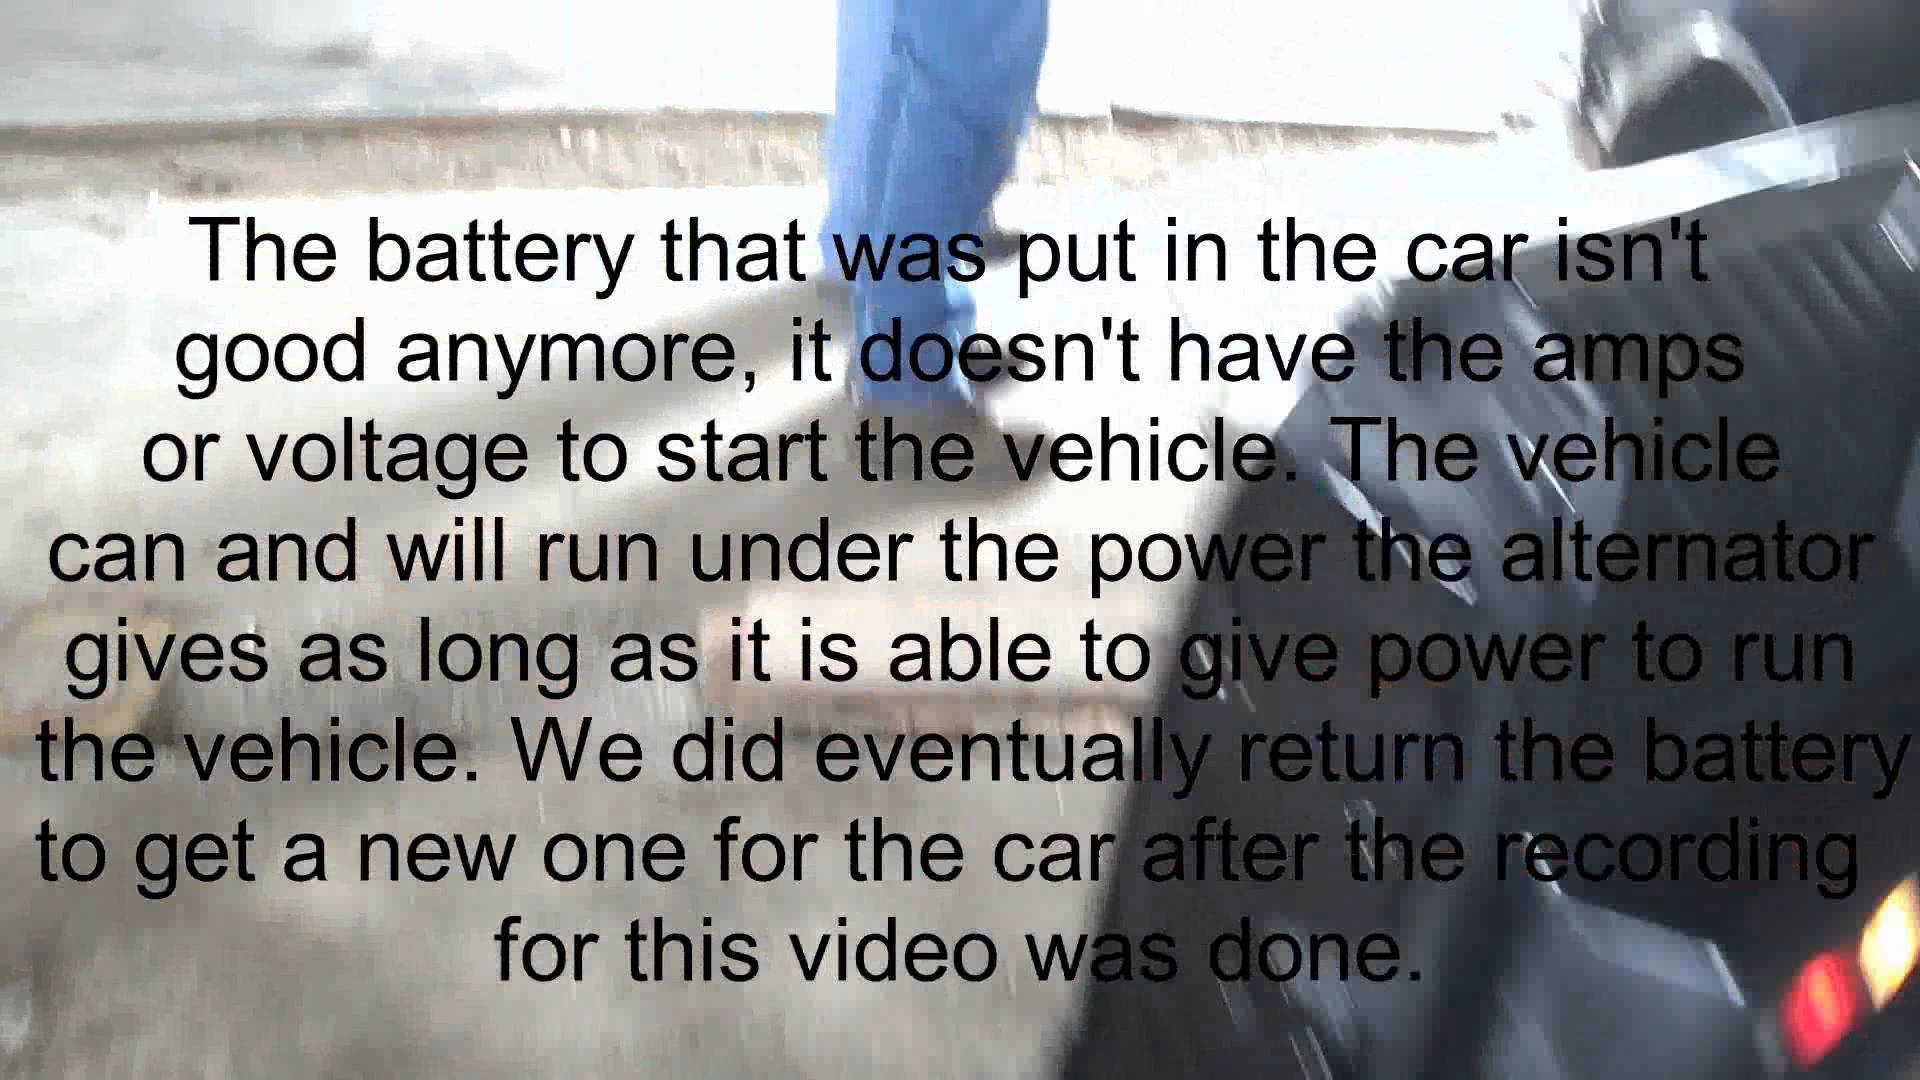 The battery that was put in the car isn't
good anymore, it doesn't have the amps
or voltage to start the vehicle. The vehicle
can and will run under the power the alternator
gives as long as it is able to give power to run
the vehicle. We did eventually return the battery
to get a new one for the car after the recording
for this video was done.